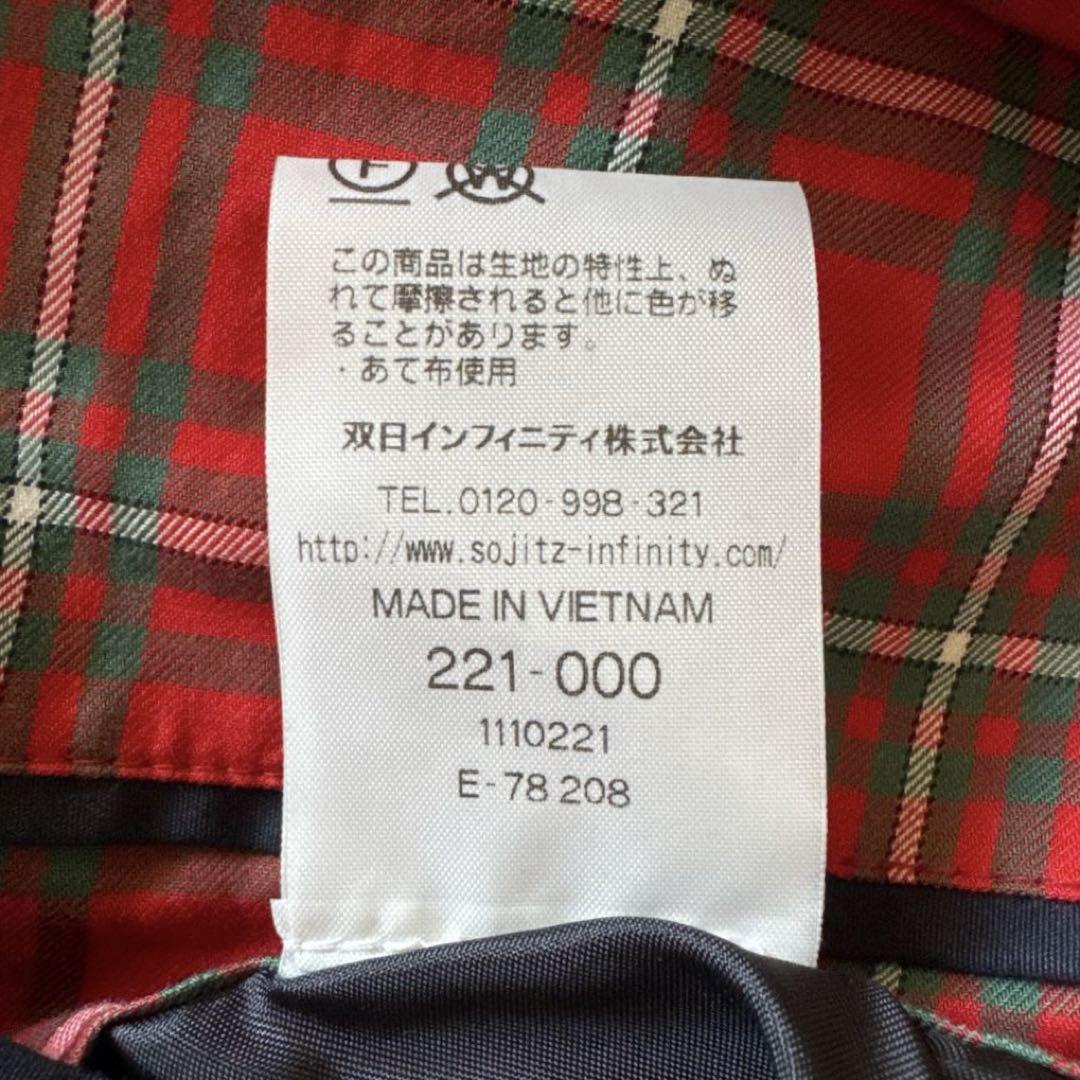 F W
この商品は生地の特性上、ぬ
れて摩擦されると他に色が移
ることがあります。
・あて布使用
双日インフィニティ株式会社
TEL.0120-998-321
http://www.sojitz-infinity.com/
MADE IN VIETNAM
221-000
1110221
E-78 208